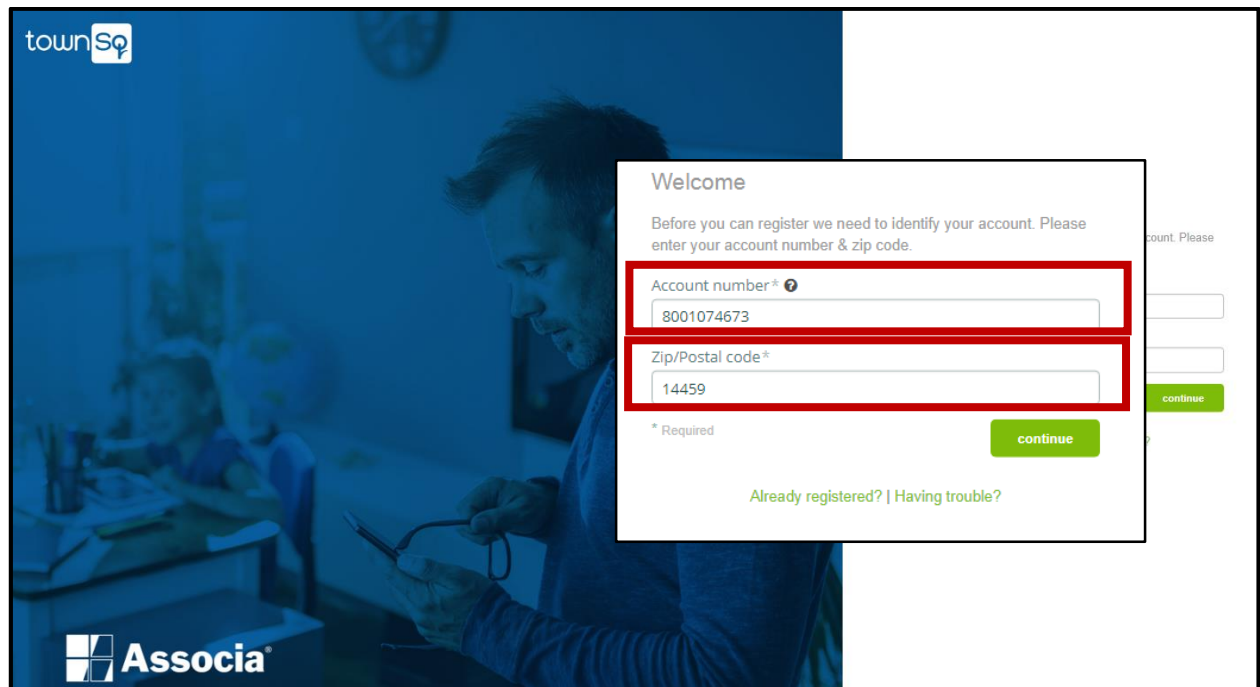 townSq
Welcome
Before you can register we need to identify your account. Please
enter your account number & zip code.
Account number*
8001074673
Zip/Postal code*
14459
* Required
continue
Already registered? | Having trouble?
count. Please
continue
?
Associa®